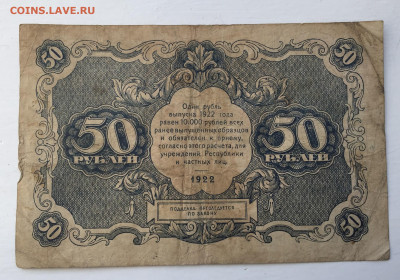 COINS.LAVE.RU
50
50
Один рубль
выпуска 1922 года
равен 10.000 рублей всех
ранее выпущенных образцов
и обязателен к приему,
согласно этого расчета, для
учреждений Республики
и частных лиц.
50
РУБЛЕЙ
50
РУБЛЕЙ
1922
ПОДДЕЛКА ПРЕСЛЕДУЕТСЯ
ПО ЗАКОНУ
50
50